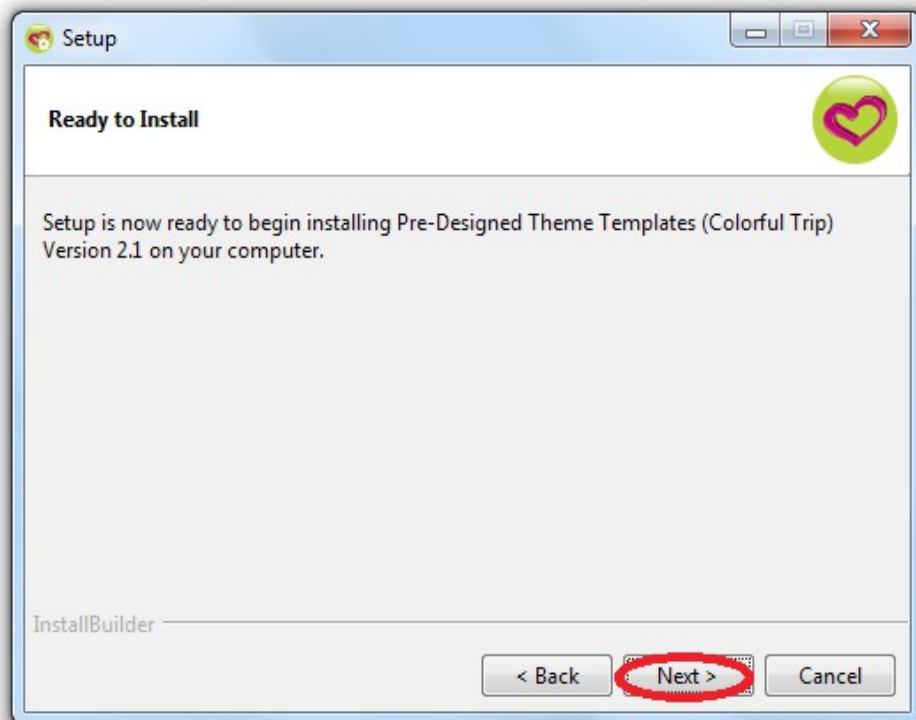 Setup
Ready to Install
Setup is now ready to begin installing Pre-Designed Theme Templates (Colorful Trip)
Version 2.1 on your computer.
InstallBuilder
< Back
Next >
Cancel